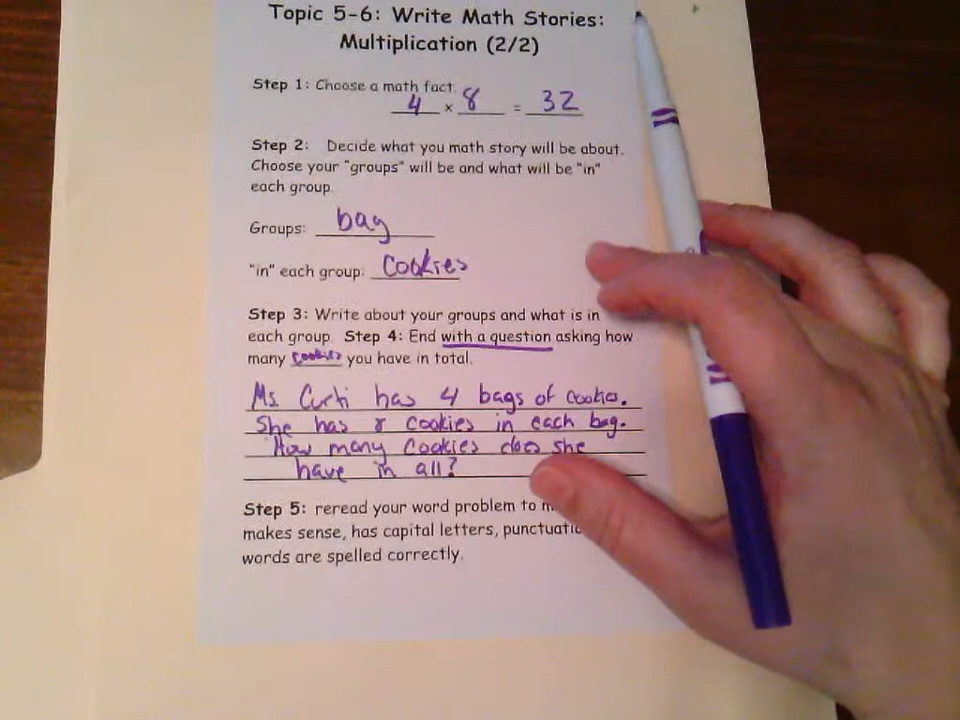 Topic 5-6: Write Math Stories:
Multiplication (2/2)
Step 1: Choose a math fact.
4 x 8 = 32
Step 2: Decide what you math story will be about.
Choose your "groups" will be and what will be "in"
each group.
Groups: bag
"in" each group: cookies
Step 3: Write about your groups and what is in
each group. Step 4: End with a question asking how
many cookies you have in total.
Ms. Curti has 4 bags of cookies.
She has 8 cookies in each bag.
How many cookies does she
have in all?
Step 5: reread your word problem to
makes sense, has capital letters,
words are spelled correctly.